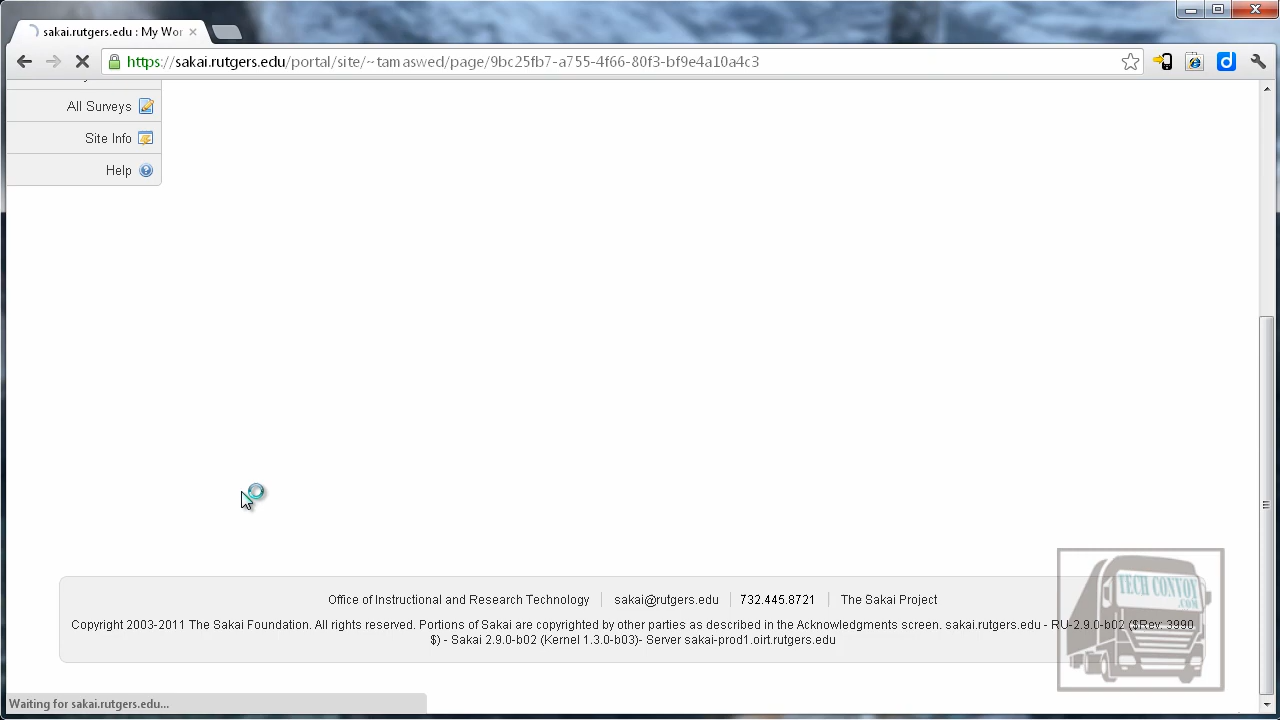 sakai.rutgers.edu : My Wor
https://sakai.rutgers.edu/portal/site/~tamaswed/page/9bc25fb7-a755-4f66-80f3-bf9e4a10a4c3
All Surveys
Site Info
Help
Office of Instructional and Research Technology
sakai@rutgers.edu
732.445.8721
The Sakai Project
Copyright 2003-2011 The Sakai Foundation. All rights reserved. Portions of Sakai are copyrighted by other parties as described in the Acknowledgments screen. sakai.rutgers.edu - RU-2.9.0-b02 ($Rev: 3990
$) - Sakai 2.9.0-b02 (Kernel 1.3.0-b03)- Server sakai-prod1.oirt.rutgers.edu
TECH CONVOY
.COM
Waiting for sakai.rutgers.edu...